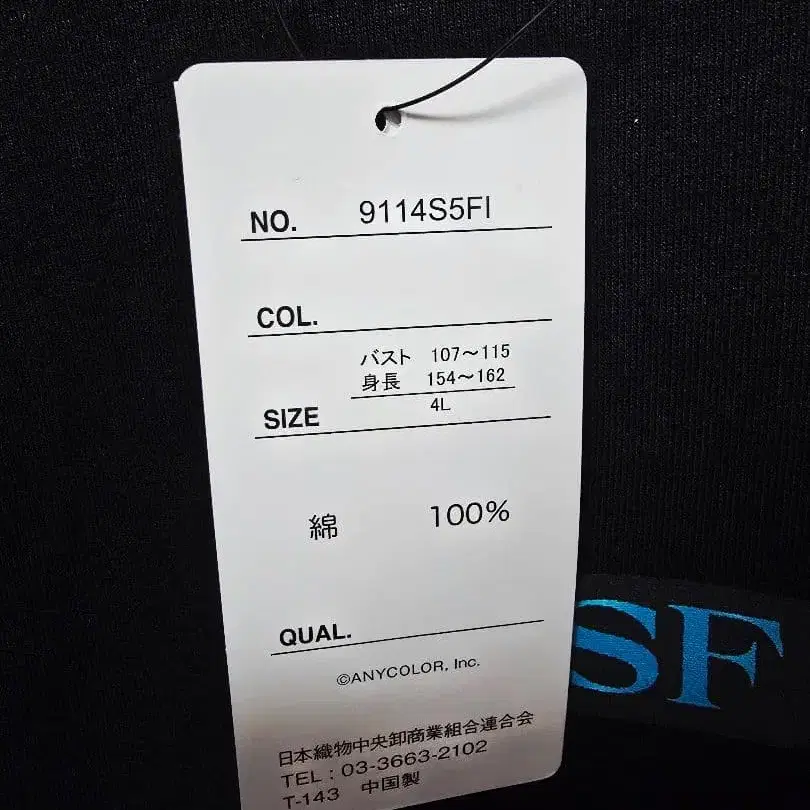 NO. 9114S5FI
COL.
バスト 107～115
身長 154～162
SIZE 4L
綿 100%
QUAL.
©ANYCOLOR, Inc.
日本織物中央卸商業組合連合会
TEL：03-3663-2102
T-143 中国製
SF